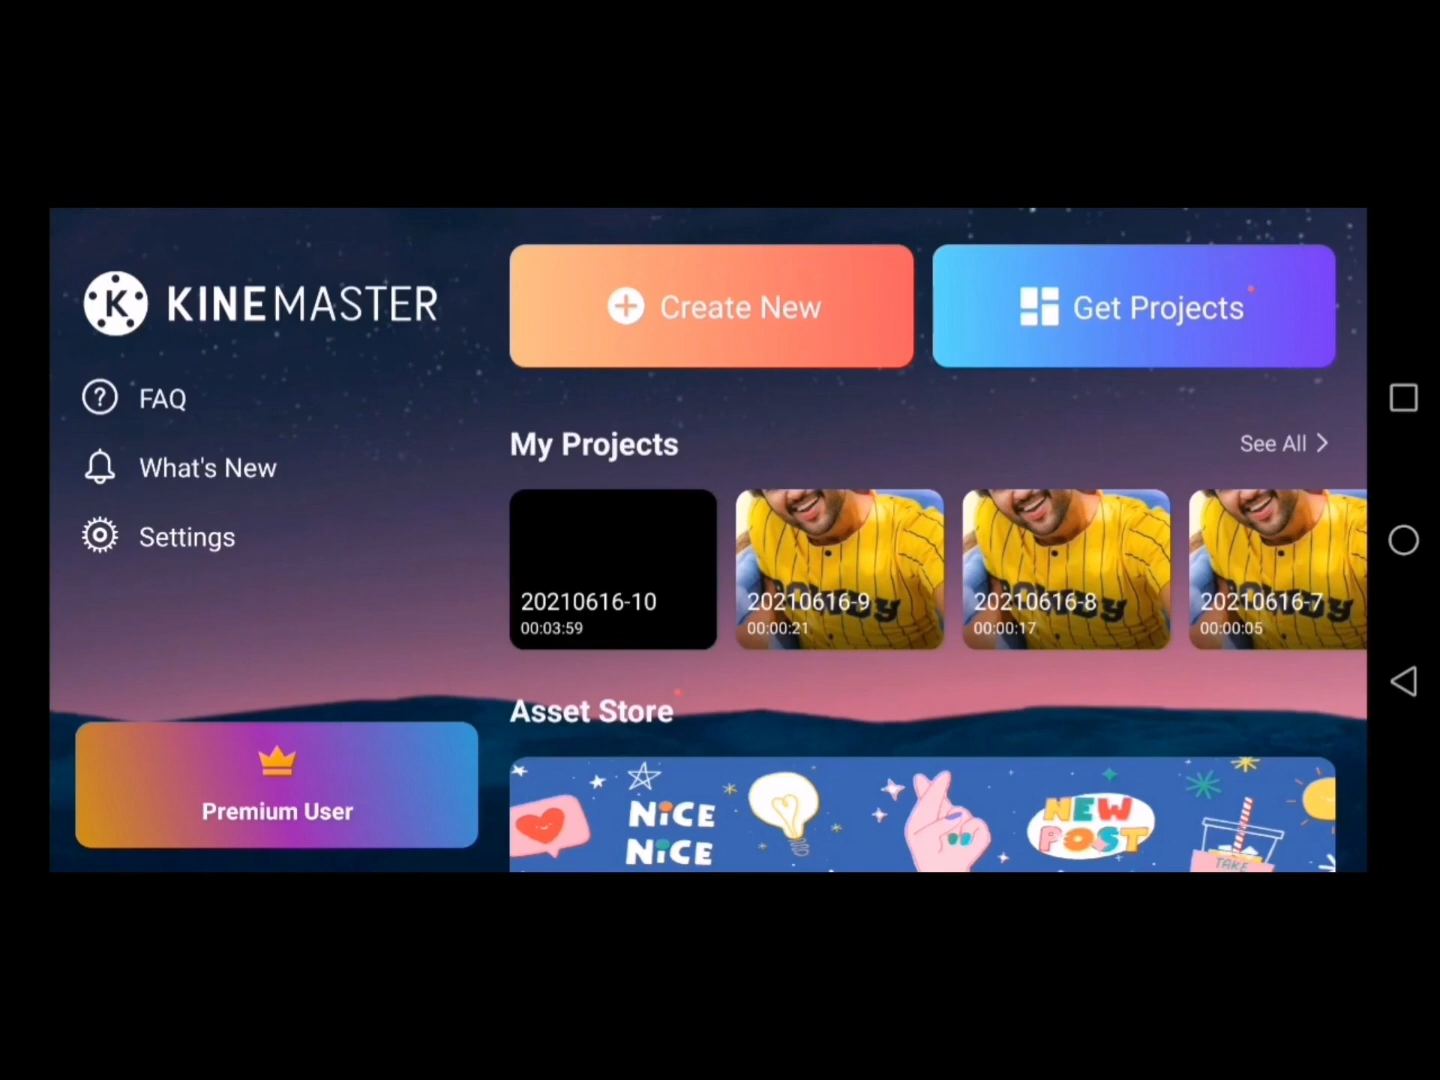 KINEMASTER
FAQ
What's New
Settings
Premium User
Create New
Get Projects
My Projects
See All
20210616-10
00:03:59
20210616-9
00:00:21
20210616-8
00:00:17
20210616-7
00:00:05
Asset Store
NiCE
NiCE
NEW
POST
TAKE